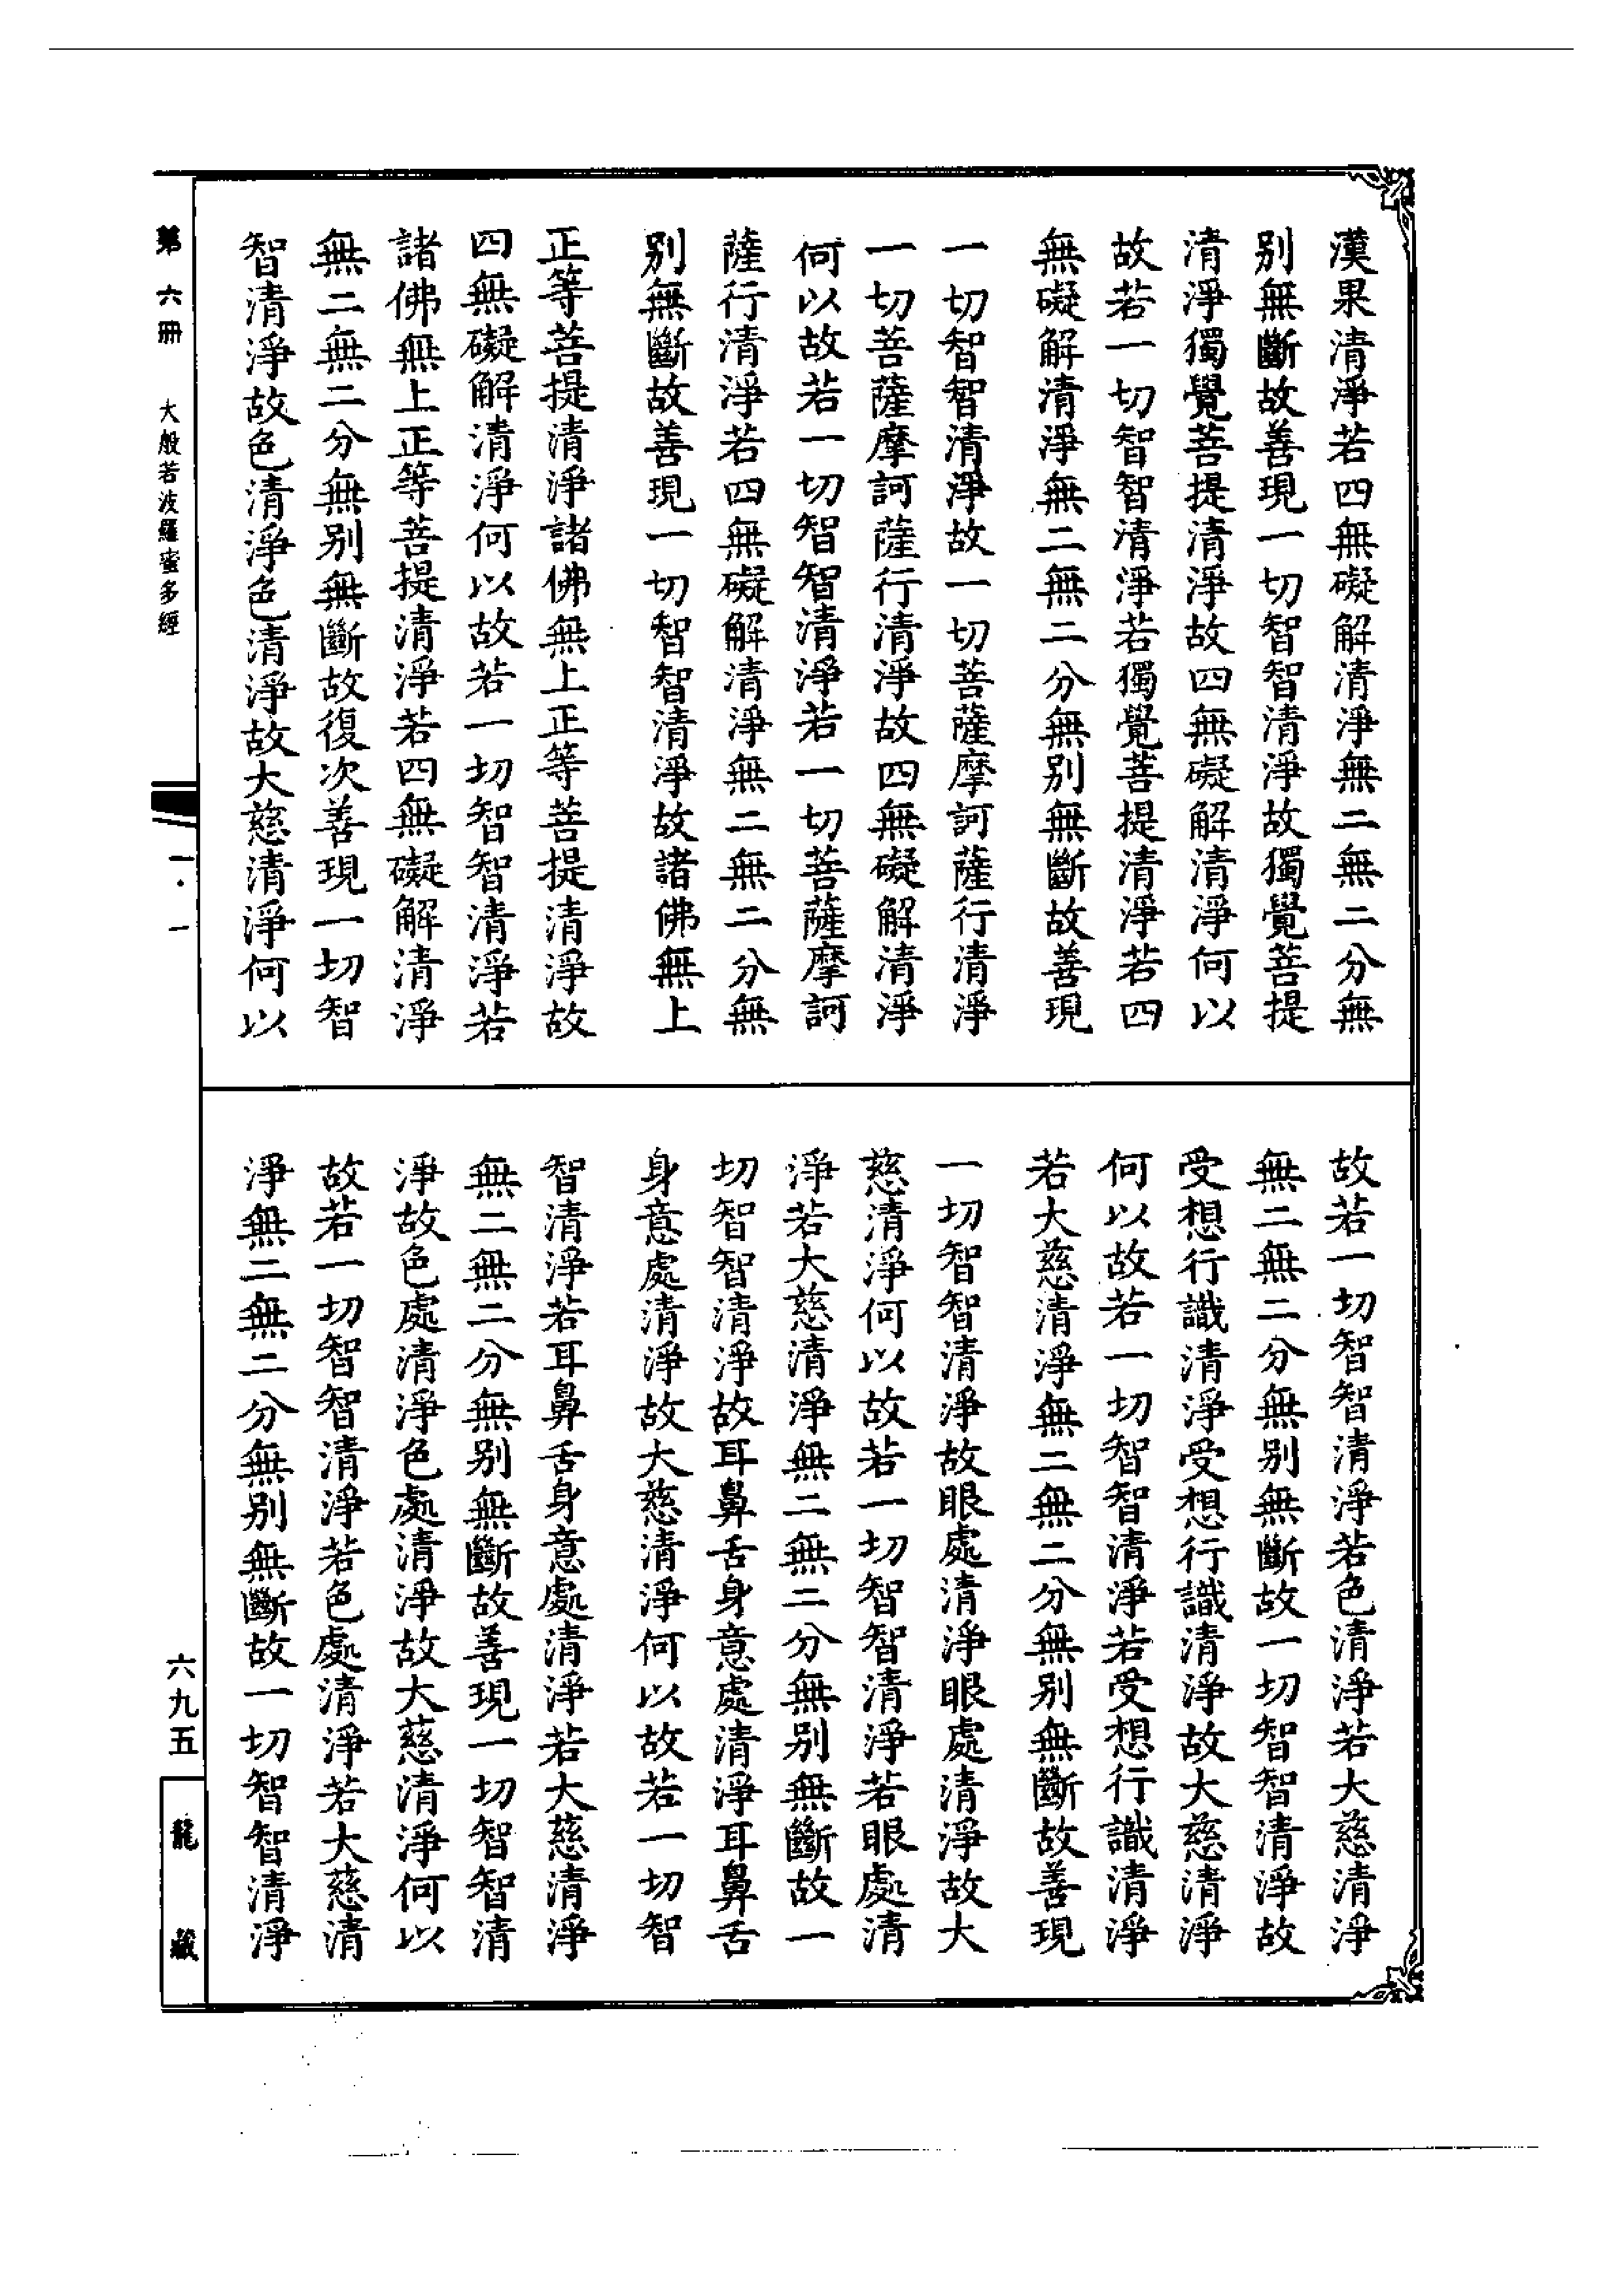 漢果清淨若四無礙解清淨無二無二分無
别無斷故善現一切智智清淨故獨覺菩提
清淨獨覺菩提清淨故四無礙解清淨何以
故若一切智智清淨若獨覺菩提清淨若四
無礙解清淨無二無二分無别無斷故善現
一切智智清淨故一切菩薩摩訶薩行清淨
一切菩薩摩訶薩行清淨故四無礙解清淨
何以故若一切智智清淨若一切菩薩摩訶
薩行清淨若四無礙解清淨無二無二分無
别無斷故善現一切智智清淨故諸佛無上
正等菩提清淨諸佛無上正等菩提清淨故
四無礙解清淨何以故若一切智智清淨若
諸佛無上正等菩提清淨若四無礙解清淨
無二無二分無别無斷故復次善現一切智
智清淨故色清淨色清淨故大慈清淨何以
故若一切智智清淨若色清淨若大慈清淨
無二無二分無别無斷故一切智智清淨故
受想行識清淨受想行識清淨故大慈清淨
何以故若一切智智清淨若受想行識清淨
若大慈清淨無二無二分無别無斷故善現
一切智智清淨故眼處清淨眼處清淨故大
慈清淨何以故若一切智智清淨若眼處清
淨若大慈清淨無二無二分無别無斷故一
切智智清淨故耳鼻舌身意處清淨耳鼻舌
身意處清淨故大慈清淨何以故若一切智
智清淨若耳鼻舌身意處清淨若大慈清淨
無二無二分無别無斷故善現一切智智清
淨故色處清淨色處清淨故大慈清淨何以
故若一切智智清淨若色處清淨若大慈清
淨無二無二分無别無斷故一切智智清淨
第六冊 大般若波羅蜜多經
一·一
六九五
龍藏